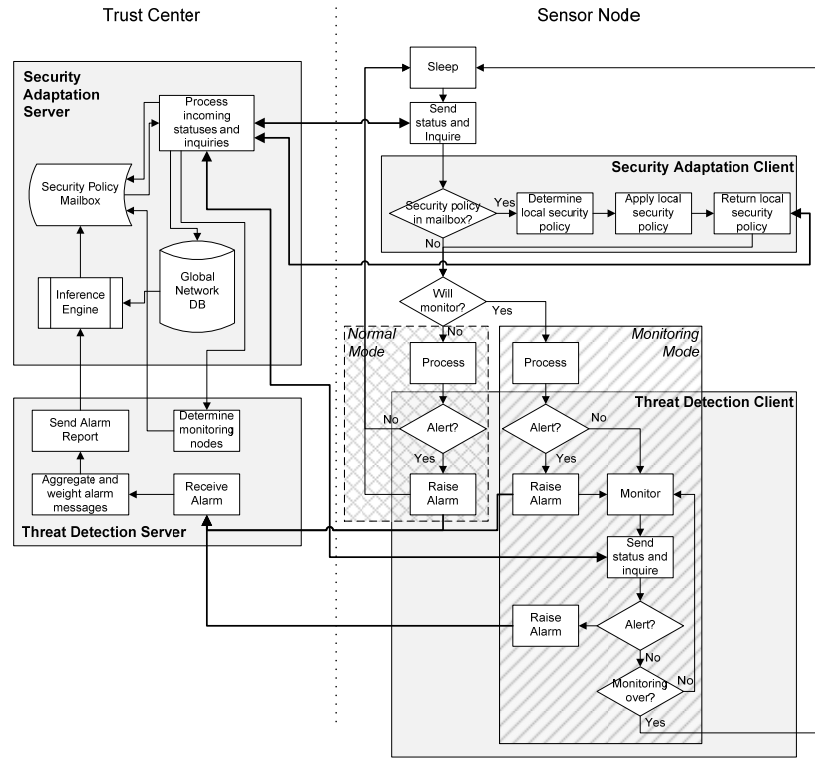 Trust Center
Sensor Node
Security
Adaptation
Server
Process
incoming
statuses and
inquiries
Security Policy
Mailbox
Global
Network
DB
Inference
Engine
Send Alarm
Report
Determine
monitoring
nodes
Aggregate and
weight alarm
messages
Receive
Alarm
Threat Detection Server
Sleep
Send
status and
Inquire
Security Adaptation Client
Security policy
in mailbox?
Yes
Determine
local security
policy
Apply local
security
policy
Return local
security
policy
No
Will
monitor?
Yes
No
Normal
Mode
Monitoring
Mode
Process
Process
Threat Detection Client
No
Alert?
Alert?
No
Yes
Yes
Raise
Alarm
Raise
Alarm
Monitor
Send
status and
inquire
Raise
Alarm
Alert?
No
Monitoring
over?
No
Yes